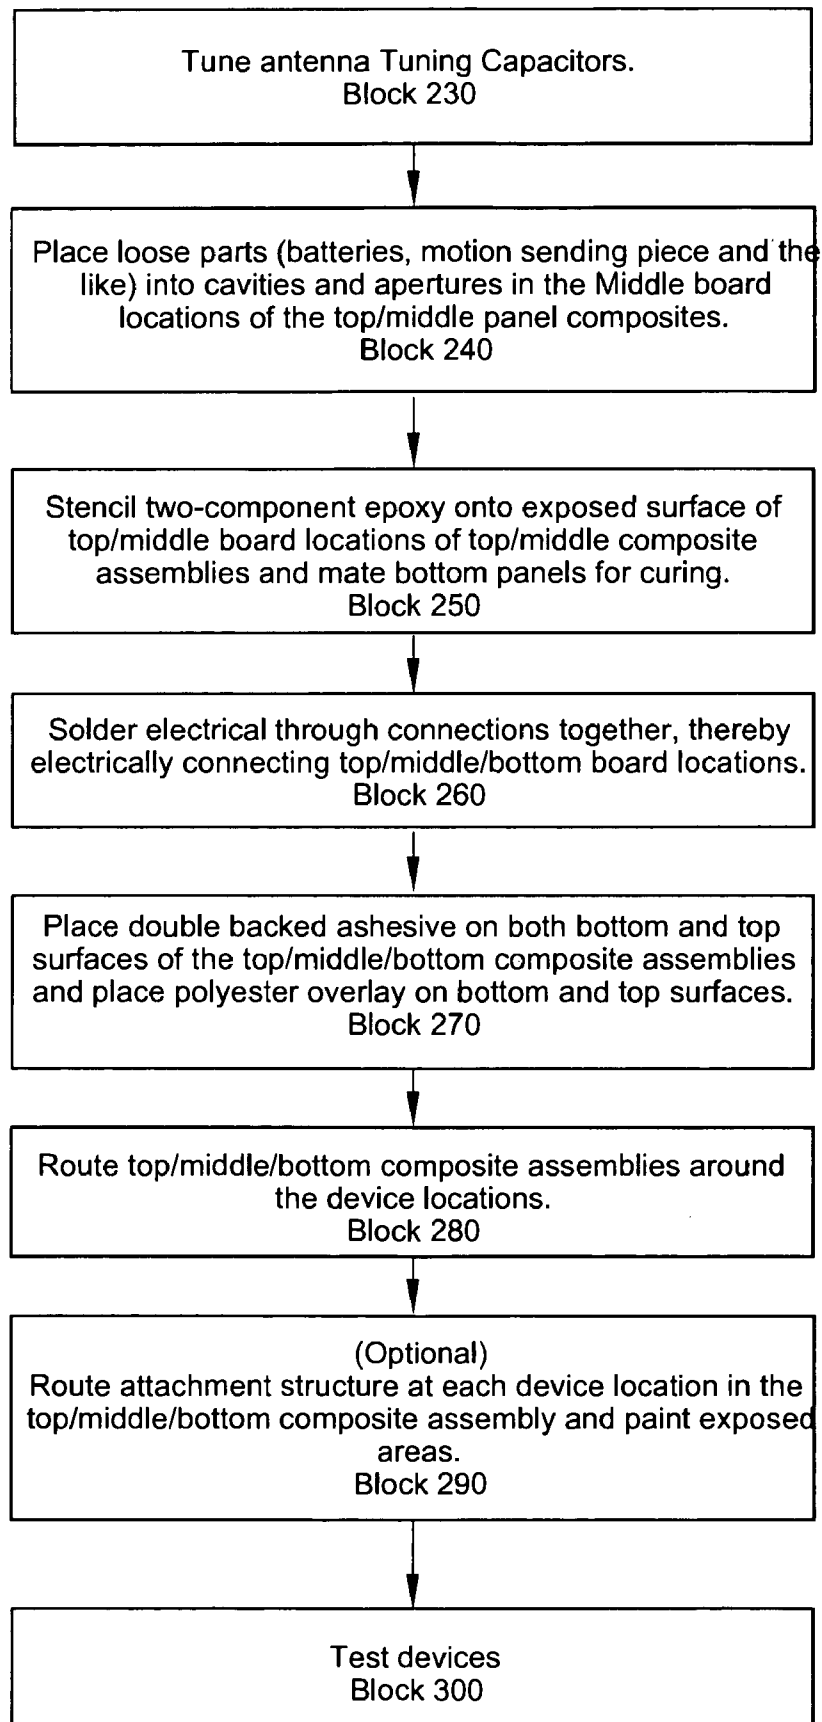 Tune antenna Tuning Capacitors.
Block 230
Place loose parts (batteries, motion sending piece and the
like) into cavities and apertures in the Middle board
locations of the top/middle panel composites.
Block 240
Stencil two-component epoxy onto exposed surface of
top/middle board locations of top/middle composite
assemblies and mate bottom panels for curing.
Block 250
Solder electrical through connections together, thereby
electrically connecting top/middle/bottom board locations.
Block 260
Place double backed ashesive on both bottom and top
surfaces of the top/middle/bottom composite assemblies
and place polyester overlay on bottom and top surfaces.
Block 270
Route top/middle/bottom composite assemblies around
the device locations.
Block 280
(Optional)
Route attachment structure at each device location in the
top/middle/bottom composite assembly and paint exposed
areas.
Block 290
Test devices
Block 300